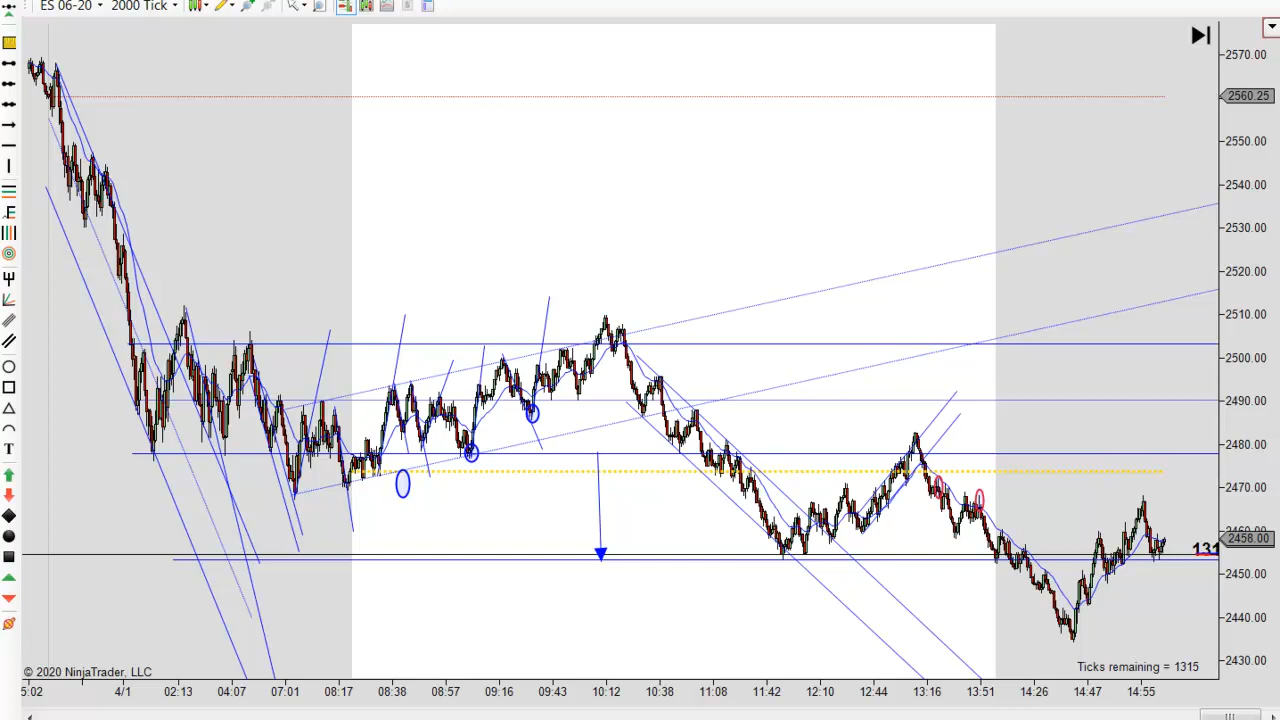 ES 06-20 2000 Tick
2570.00
2560.25
2550.00
2540.00
2530.00
2520.00
2510.00
2500.00
2490.00
2480.00
2470.00
2458.00
131
2450.00
2440.00
2430.00
F
T
S
© 2020 NinjaTrader, LLC
Ticks remaining = 1315
5:02 4/1 02:13 04:07 07:01 08:17 08:38 08:57 09:16 09:43 10:12 10:38 11:08 11:42 12:10 12:44 13:16 13:51 14:26 14:47 14:55